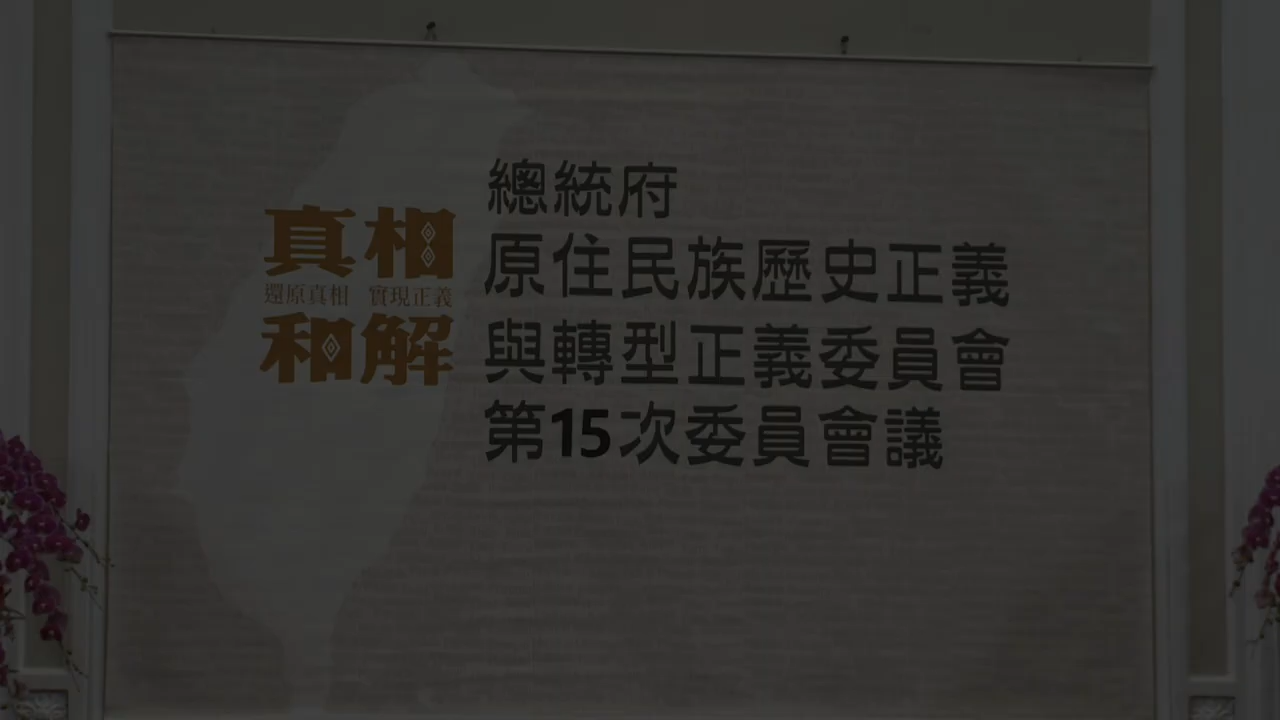 真相
還原真相 實現正義
和解
總統府
原住民族歷史正義
與轉型正義委員會
第15次委員會議